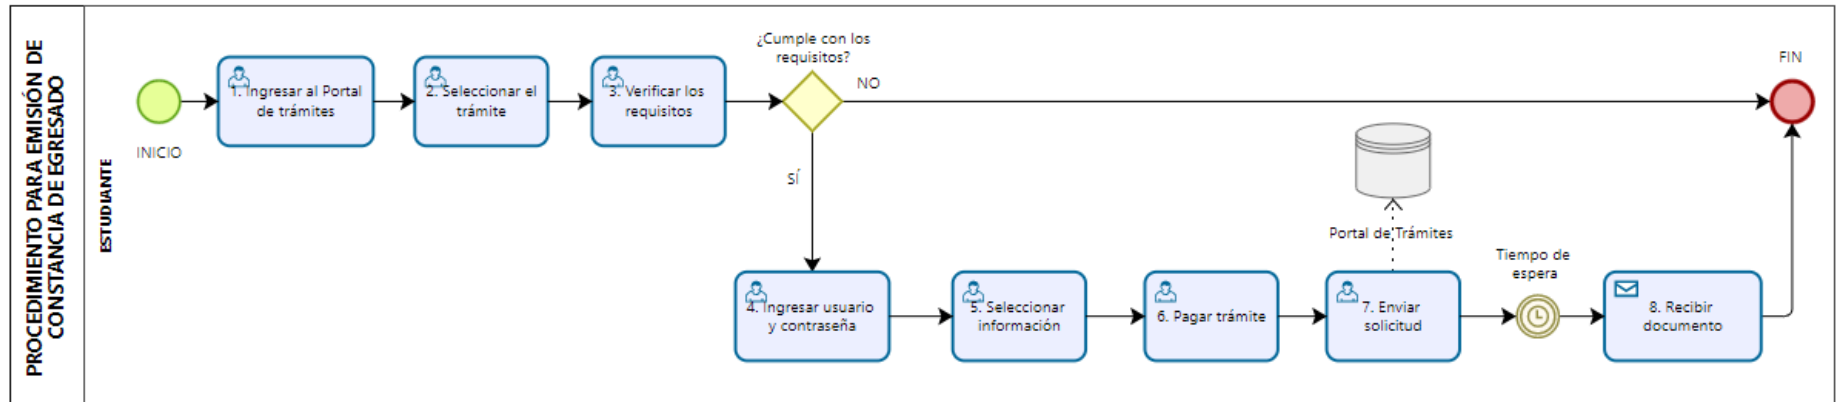 PROCEDIMIENTO PARA EMISIÓN DE
CONSTANCIA DE EGRESADO
ESTUDIANTE
INICIO
1. Ingresar al Portal
de trámites
2. Seleccionar el
trámite
3. Verificar los
requisitos
¿Cumple con los
requisitos?
NO
FIN
SÍ
4. Ingresar usuario
y contraseña
5. Seleccionar
información
6. Pagar trámite
7. Enviar
solicitud
Portal de Trámites
Tiempo de
espera
8. Recibir
documento